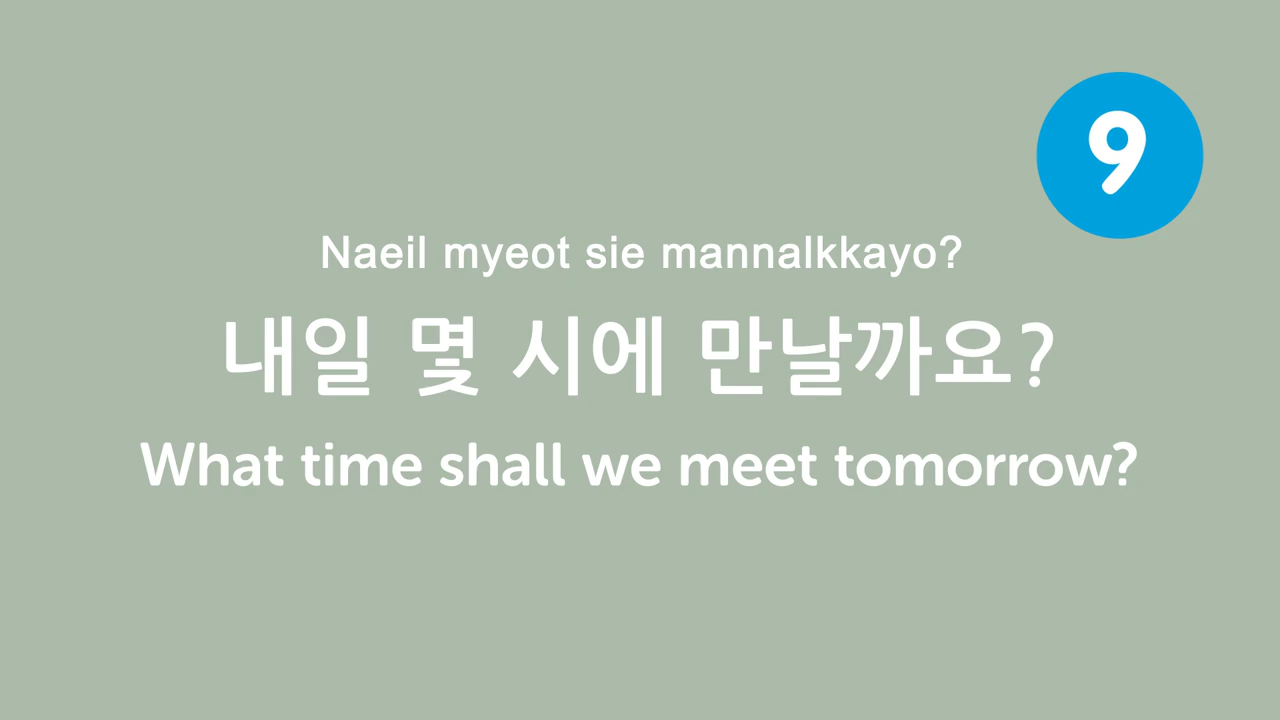 9
Naeil myeot sie mannalkkayo?
내일 몇 시에 만날까요?
What time shall we meet tomorrow?